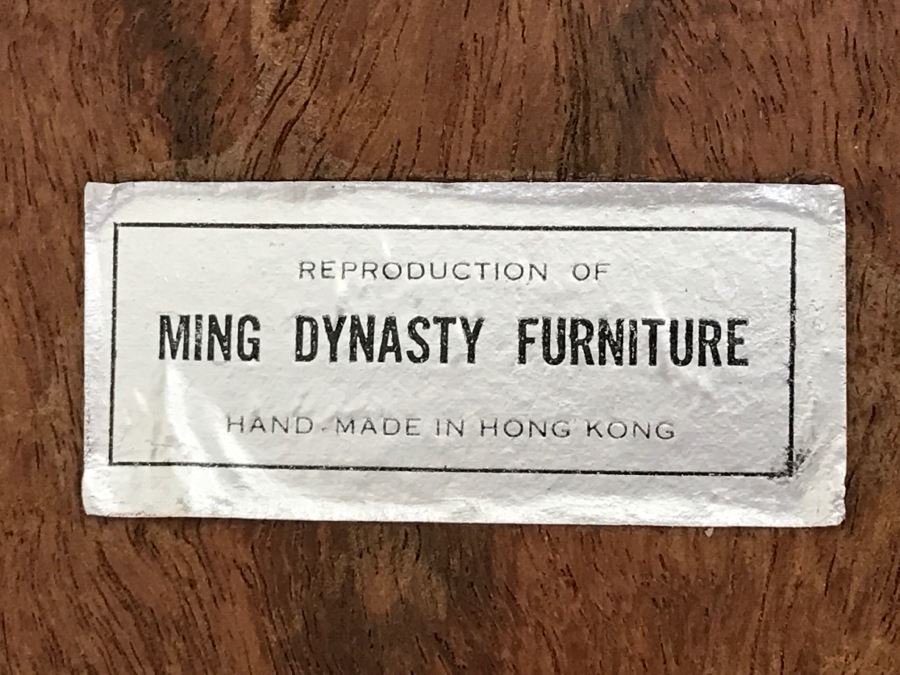 REPRODUCTION OF
MING DYNASTY FURNITURE
HAND-MADE IN HONG KONG